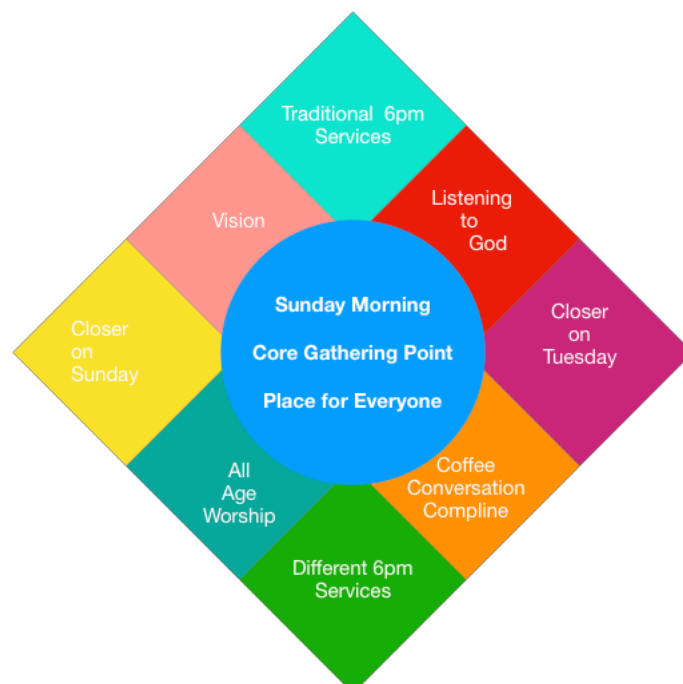 Traditional 6pm
Services
Vision
Listening
to
God
Sunday Morning
Core Gathering Point
Place for Everyone
Closer
on
Sunday
Closer
on
Tuesday
All
Age
Worship
Coffee
Conversation
Compline
Different 6pm
Services